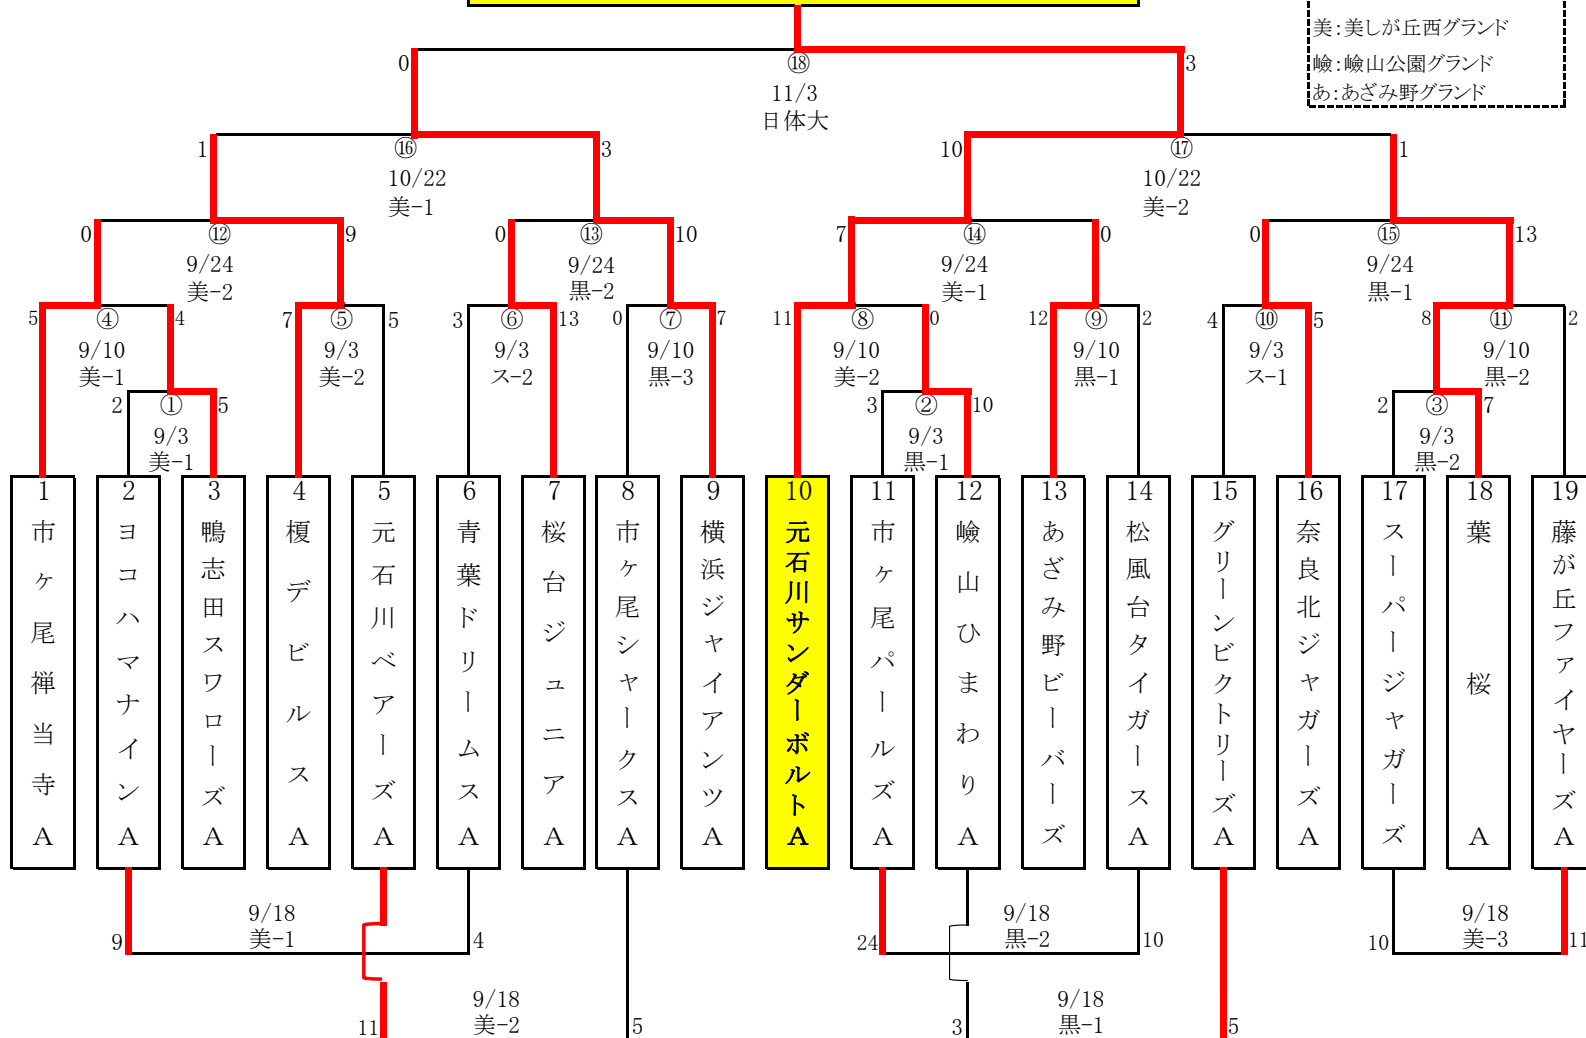 美：美しが丘西グランド
嶮：嶮山公園グランド
あ：あざみ野グランド
0 ⑱ 3
11/3
日体大
1 ⑯ 3
10/22
美-1
10 ⑰ 1
10/22
美-2
0 ⑫ 9
9/24
美-2
0 ⑬ 10
9/24
黒-2
7 ⑭ 0
9/24
美-1
0 ⑮ 13
9/24
黒-1
5 ④ 4
9/10
美-1
7 ⑤ 5
9/3
美-2
3 ⑥ 13
9/3
ス-2
0 ⑦ 7
9/10
黒-3
11 ⑧ 0
9/10
美-2
12 ⑨ 2
9/10
黒-1
4 ⑩ 5
9/3
ス-1
8 ⑪ 2
9/10
黒-2
2 ① 5
9/3
美-1
3 ② 10
9/3
黒-1
2 ③ 7
9/3
黒-2
1 市ヶ尾禅当寺A
2 ヨコハマナインA
3 鴨志田スワローズA
4 榎デビルスA
5 元石川ベアーズA
6 青葉ドリームスA
7 桜台ジュニアA
8 市ヶ尾シャークスA
9 横浜ジャイアンツA
10 元石川サンダーボルトA
11 市ヶ尾パールズA
12 嶮山ひまわりA
13 あざみ野ビーバーズ
14 松風台タイガースA
15 グリーンビクトリーズA
16 奈良北ジャガーズA
17 スーパージャガーズ
18 葉桜A
19 藤が丘ファイヤーズA
9/18
美-1
9 4
9/18
黒-2
24 10
9/18
美-3
10 11
9/18
美-2
11 5
9/18
黒-1
3 5